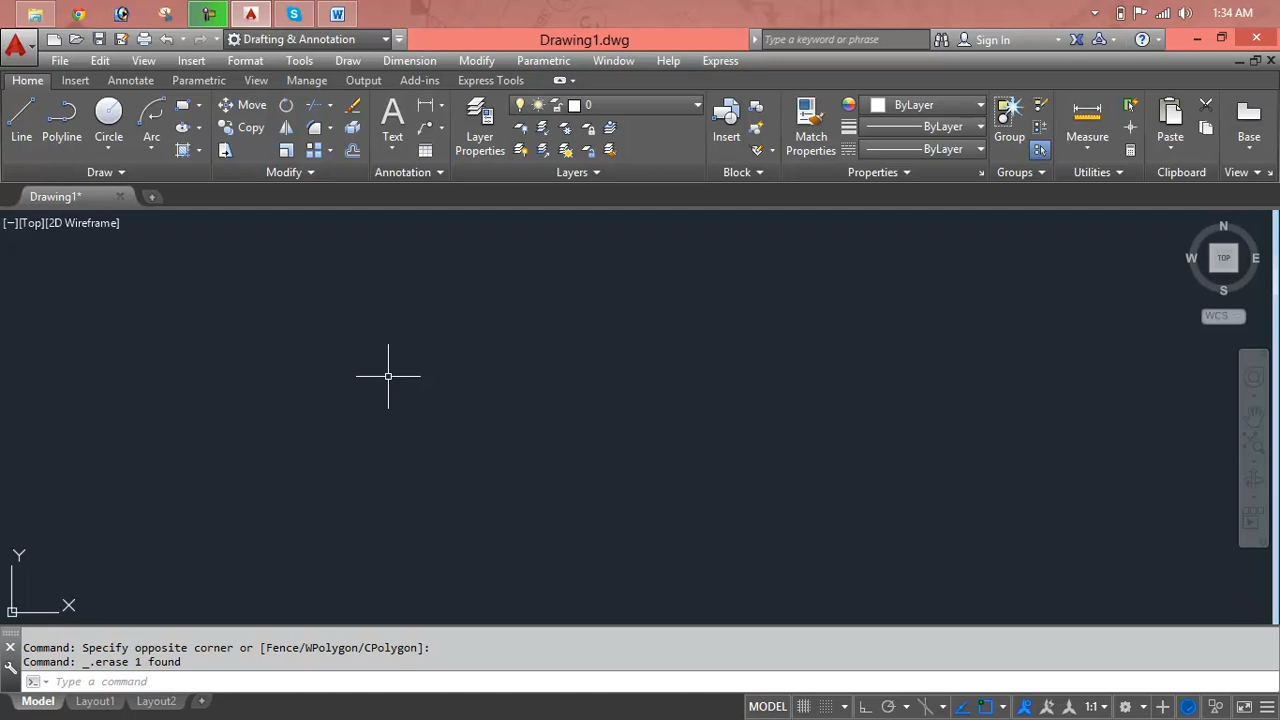 1:34 AM
Drafting & Annotation
Drawing1.dwg
Type a keyword or phrase
Sign In
File Edit View Insert Format Tools Draw Dimension Modify Parametric Window Help Express
Home Insert Annotate Parametric View Manage Output Add-ins Express Tools
Line Polyline Circle Arc
Move
Copy
Text
Layer Properties
0
Insert
Match Properties
ByLayer
ByLayer
ByLayer
Group
Measure
Paste
Base
Draw Modify Annotation Layers Block Properties Groups Utilities Clipboard View
Drawing1*
[−][Top][2D Wireframe]
N
W TOP E
S
WCS
Y
X
Command: Specify opposite corner or [Fence/WPolygon/CPolygon]:
Command: _.erase 1 found
Type a command
Model Layout1 Layout2 +
MODEL 1:1